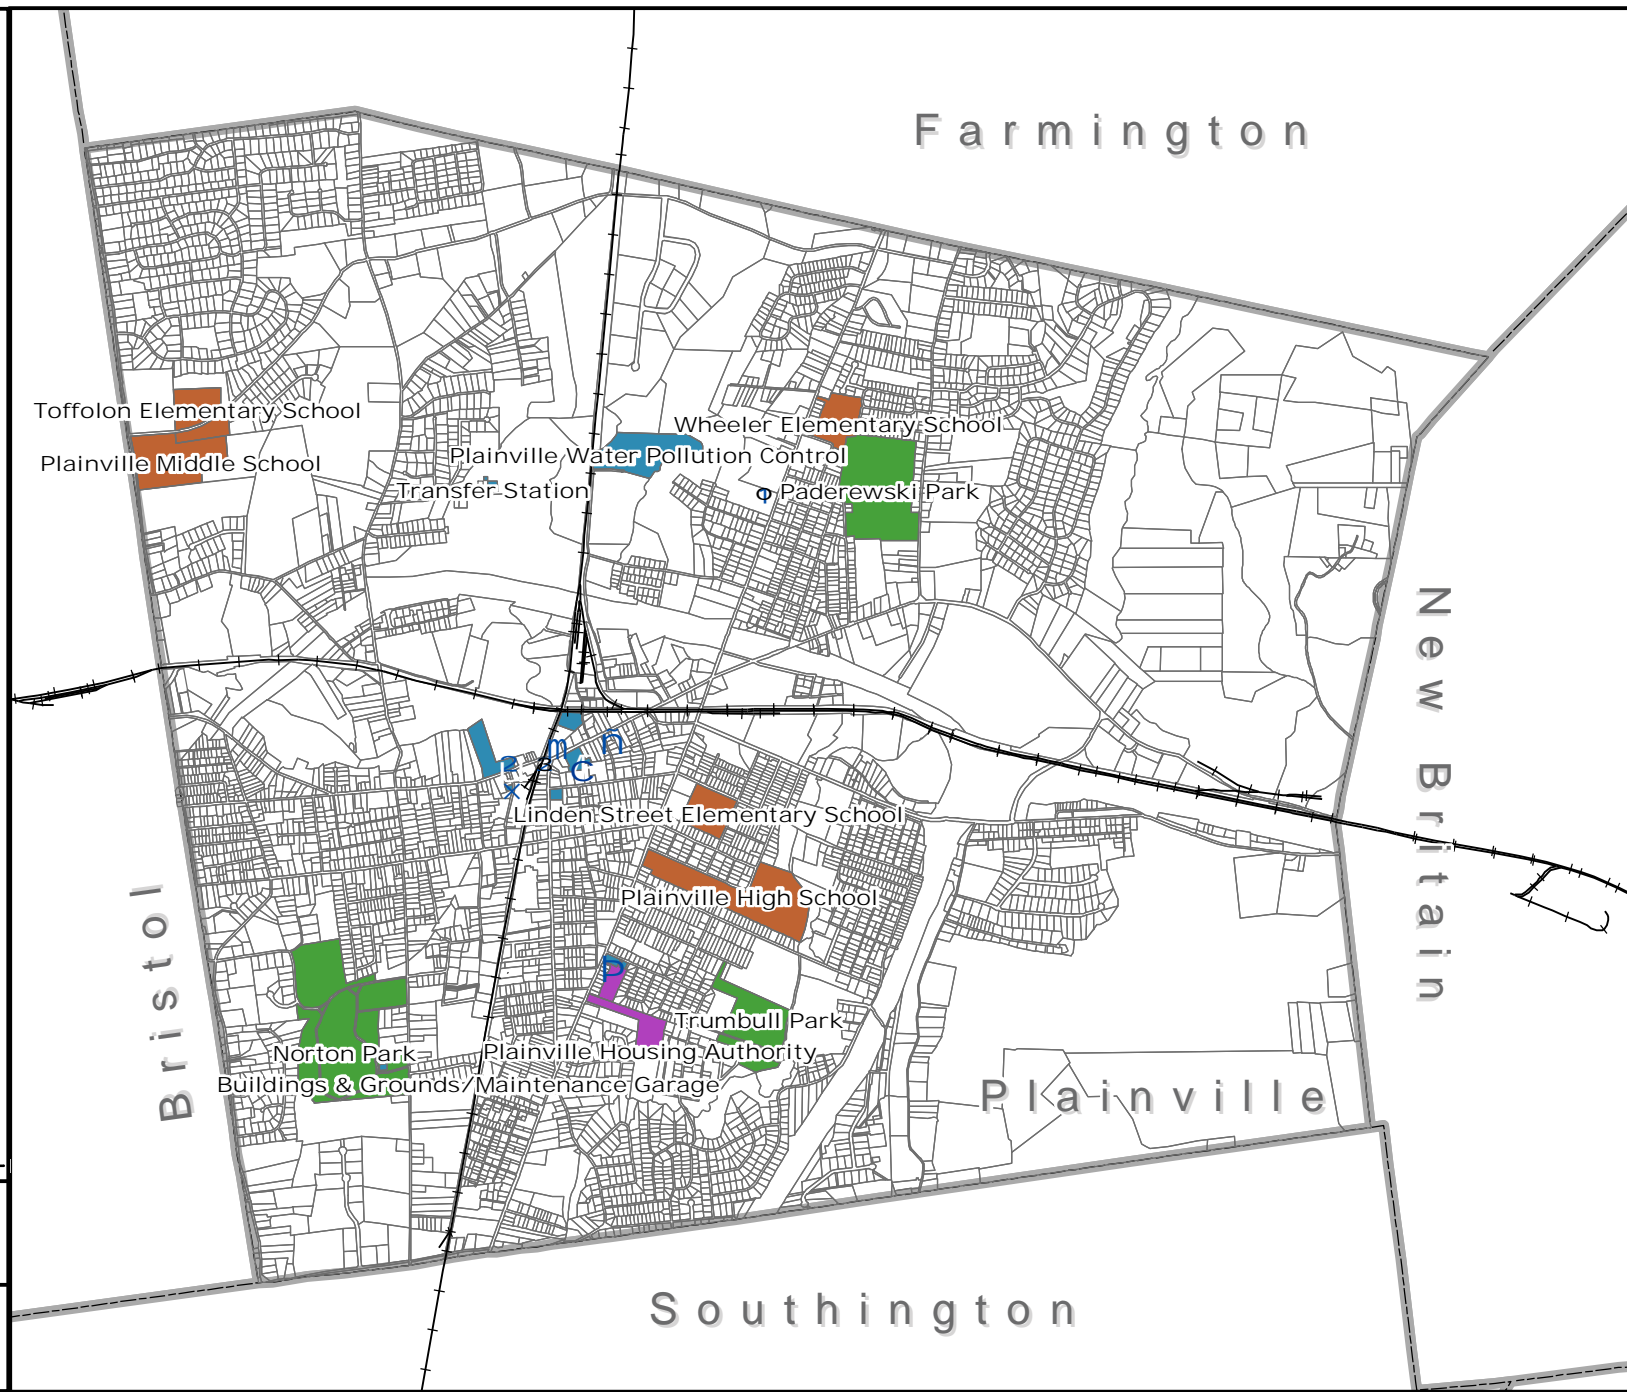 Farmington
Toffolon Elementary School
Wheeler Elementary School
Plainville Middle School
Plainville Water Pollution Control
Transfer Station
φ Paderewski Park
New Britain
m
ñ
2
3
C
x
Linden Street Elementary School
Plainville High School
Bristol
P
Trumbull Park
Norton Park
Plainville Housing Authority
Buildings & Grounds/Maintenance Garage
Plainville
Southington